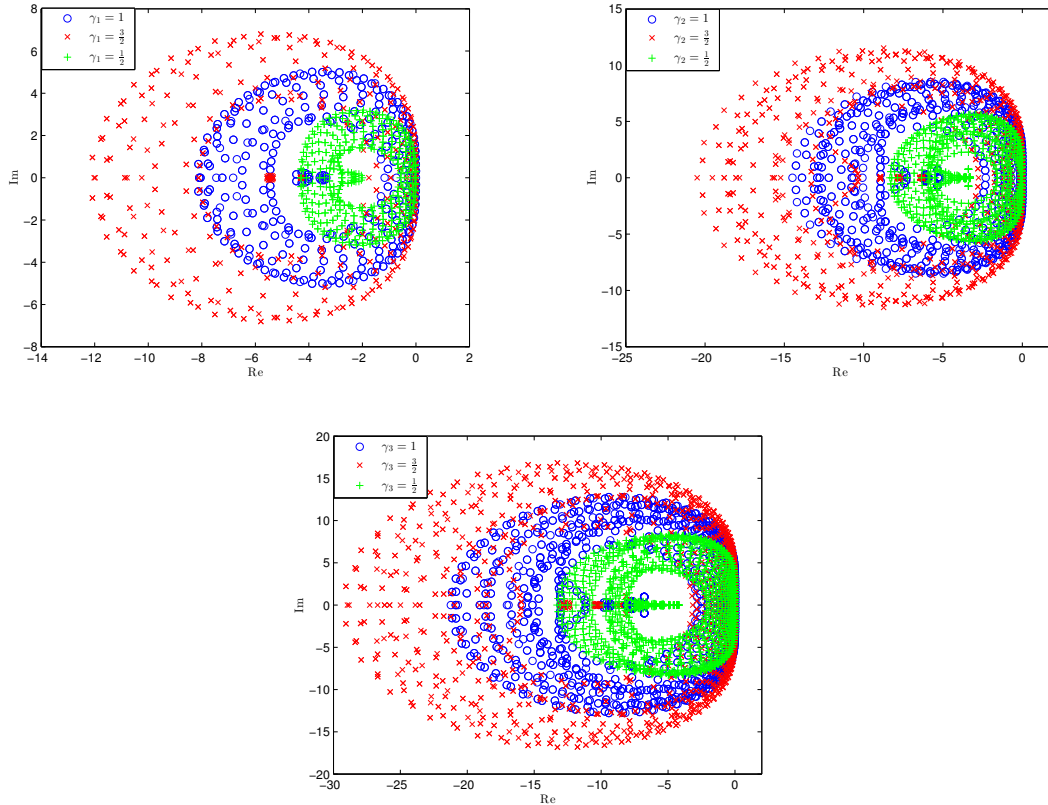 γ₁ = 1
γ₁ = 3/2
γ₁ = 1/2
8
6
4
2
0
−2
−4
−6
−8
Im
−14 −12 −10 −8 −6 −4 −2 0 2
Re
γ₂ = 1
γ₂ = 3/2
γ₂ = 1/2
15
10
5
0
−5
−10
−15
Im
−25 −20 −15 −10 −5 0
Re
γ₃ = 1
γ₃ = 3/2
γ₃ = 1/2
20
15
10
5
0
−5
−10
−15
−20
Im
−30 −25 −20 −15 −10 −5 0
Re